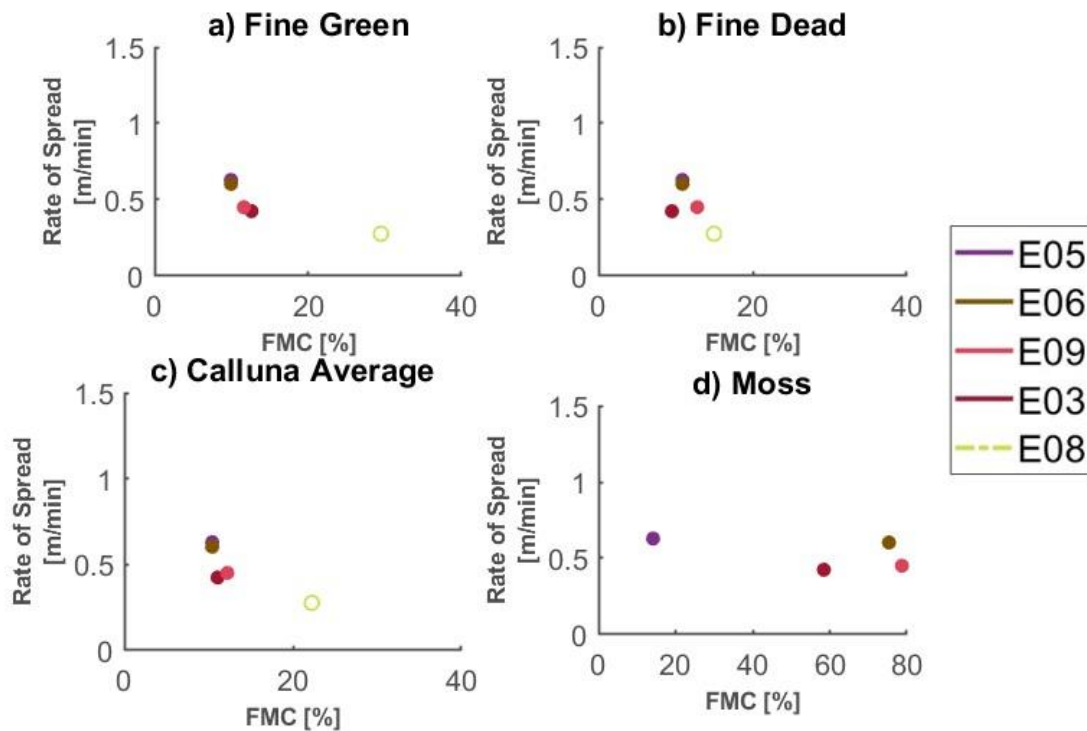 a) Fine Green
1.5
1
0.5
0
Rate of Spread
[m/min]
0 20 40
FMC [%]
b) Fine Dead
1.5
1
0.5
0
Rate of Spread
[m/min]
0 20 40
FMC [%]
c) Calluna Average
1.5
1
0.5
0
Rate of Spread
[m/min]
0 20 40
FMC [%]
d) Moss
1.5
1
0.5
0
Rate of Spread
[m/min]
0 20 40 60 80
FMC [%]
E05
E06
E09
E03
E08